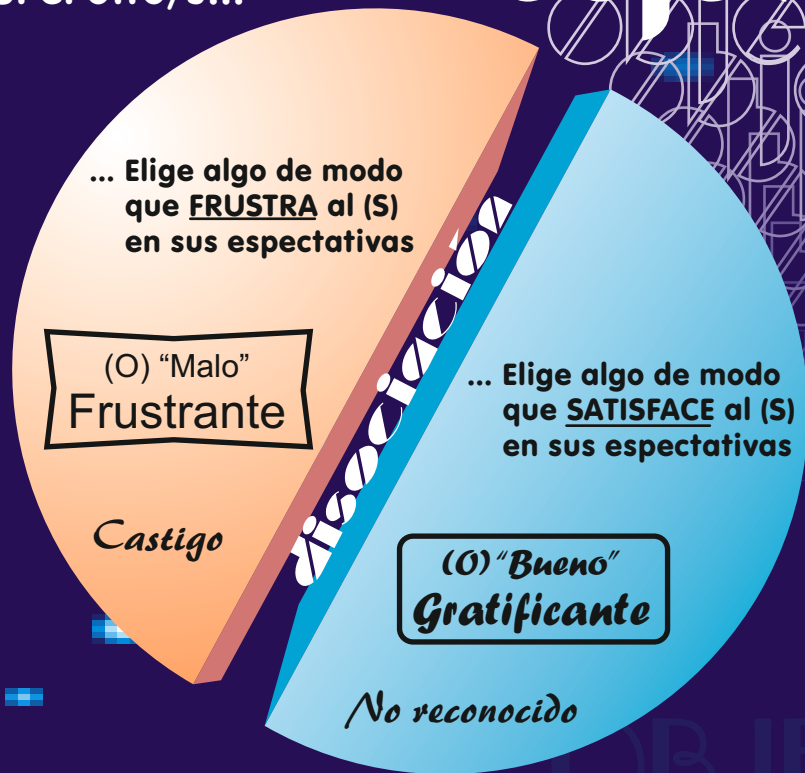 ... Elige algo de modo
que FRUSTRA al (S)
en sus espectativas
(O) “Malo”
Frustrante
Castigo
disociación
... Elige algo de modo
que SATISFACE al (S)
en sus espectativas
(O) “Bueno”
Gratificante
No reconocido